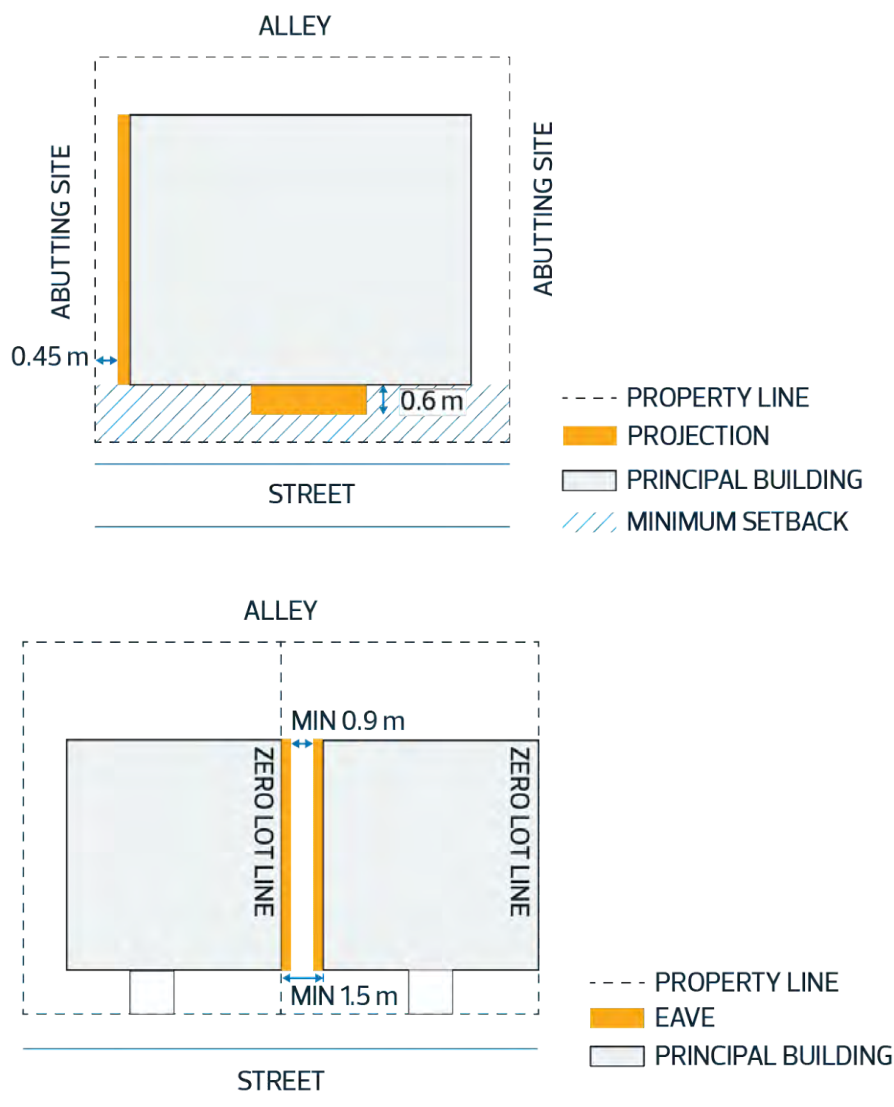 ALLEY
ABUTTING SITE
ABUTTING SITE
0.45 m
0.6 m
PROPERTY LINE
PROJECTION
PRINCIPAL BUILDING
MINIMUM SETBACK
STREET
ALLEY
MIN 0.9 m
ZERO LOT LINE
ZERO LOT LINE
MIN 1.5 m
PROPERTY LINE
EAVE
PRINCIPAL BUILDING
STREET